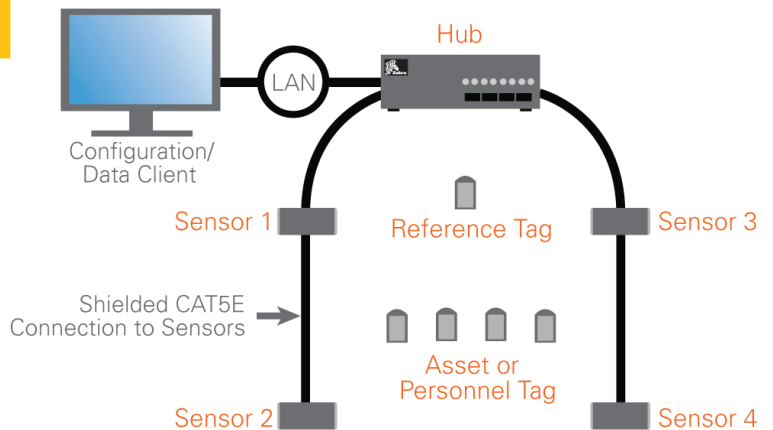 Hub
Zebra
LAN
Configuration/
Data Client
Sensor 1
Reference Tag
Sensor 3
Shielded CAT5E
Connection to Sensors
Asset or
Personnel Tag
Sensor 2
Sensor 4